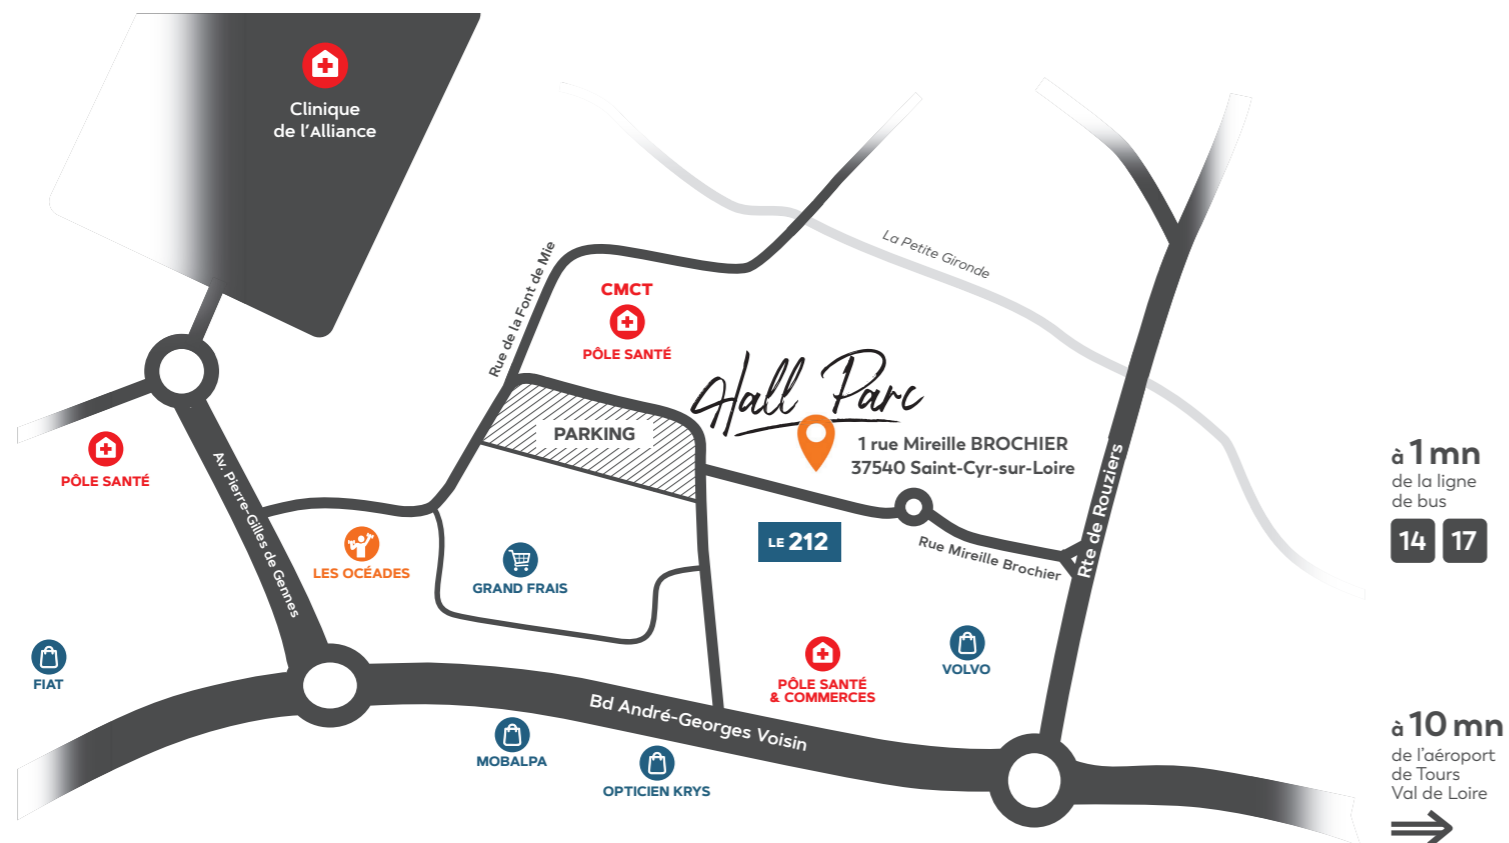 Clinique
de l'Alliance
La Petite Gironde
Rue de la Font de Mie
CMCT
PÔLE SANTÉ
Hall Parc
PARKING
1 rue Mireille BROCHIER
37540 Saint-Cyr-sur-Loire
PÔLE SANTÉ
Av. Pierre-Gilles de Gennes
Rte de Rouziers
à 1 mn
de la ligne
de bus
14 17
LE 212
Rue Mireille Brochier
LES OCÉADES
GRAND FRAIS
FIAT
PÔLE SANTÉ
& COMMERCES
VOLVO
Bd André-Georges Voisin
MOBALPA
OPTICIEN KRYS
à 10 mn
de l'aéroport
de Tours
Val de Loire